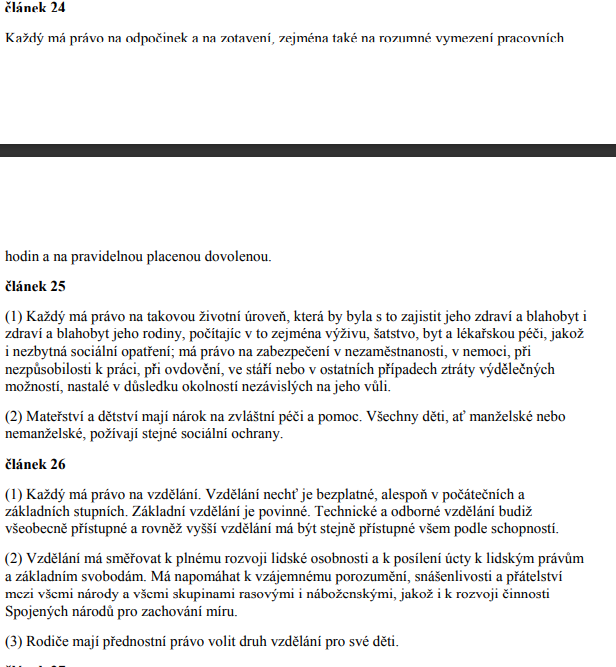 článek 24
Každý má právo na odpočinek a na zotavení, zejména také na rozumné vymezení pracovních
hodin a na pravidelnou placenou dovolenou.
článek 25
(1) Každý má právo na takovou životní úroveň, která by byla s to zajistit jeho zdraví a blahobyt i
zdraví a blahobyt jeho rodiny, počítajíc v to zejména výživu, šatstvo, byt a lékařskou péči, jakož
i nezbytná sociální opatření; má právo na zabezpečení v nezaměstnanosti, v nemoci, při
nezpůsobilosti k práci, při ovdovění, ve stáří nebo v ostatních případech ztráty výdělečných
možností, nastalé v důsledku okolností nezávislých na jeho vůli.
(2) Mateřství a dětství mají nárok na zvláštní péči a pomoc. Všechny děti, ať manželské nebo
nemanželské, požívají stejné sociální ochrany.
článek 26
(1) Každý má právo na vzdělání. Vzdělání nechť je bezplatné, alespoň v počátečních a
základních stupních. Základní vzdělání je povinné. Technické a odborné vzdělání budiž
všeobecně přístupné a rovněž vyšší vzdělání má být stejně přístupné všem podle schopností.
(2) Vzdělání má směřovat k plnému rozvoji lidské osobnosti a k posílení úcty k lidským právům
a základním svobodám. Má napomáhat k vzájemnému porozumění, snášenlivosti a přátelství
mezi všemi národy a všemi skupinami rasovými i náboženskými, jakož i k rozvoji činnosti
Spojených národů pro zachování míru.
(3) Rodiče mají přednostní právo volit druh vzdělání pro své děti.